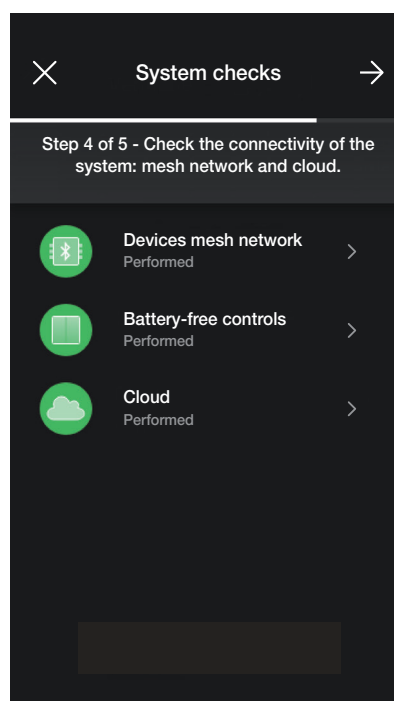 System checks
Step 4 of 5 - Check the connectivity of the
system: mesh network and cloud.
Devices mesh network
Performed
Battery-free controls
Performed
Cloud
Performed